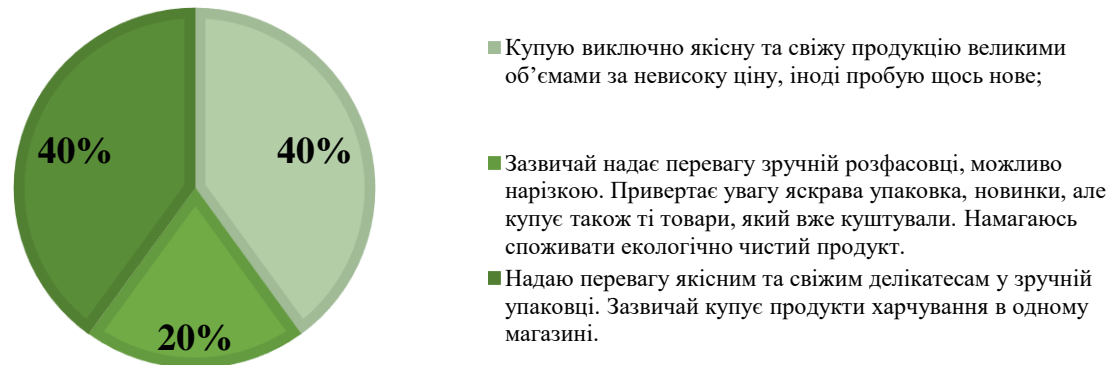 40%
40%
20%
Купую виключно якісну та свіжу продукцію великими
об’ємами за невисоку ціну, іноді пробую щось нове;
Зазвичай надає перевагу зручній розфасовці, можливо
нарізкою. Привертає увагу яскрава упаковка, новинки, але
купує також ті товари, який вже куштували. Намагаюсь
споживати екологічно чистий продукт.
Надаю перевагу якісним та свіжим делікатесам у зручній
упаковці. Зазвичай купує продукти харчування в одному
магазині.